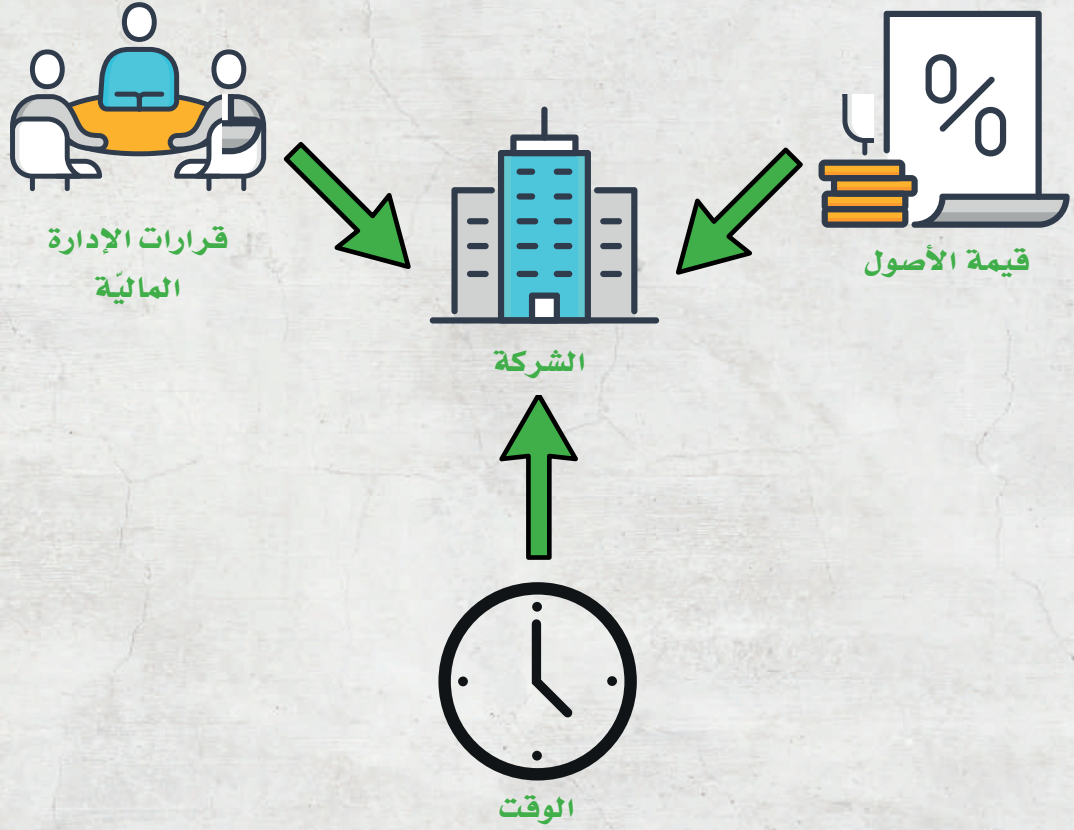 قرارات الإدارة
الماليّة
قيمة الأصول
%
الشركة
الوقت